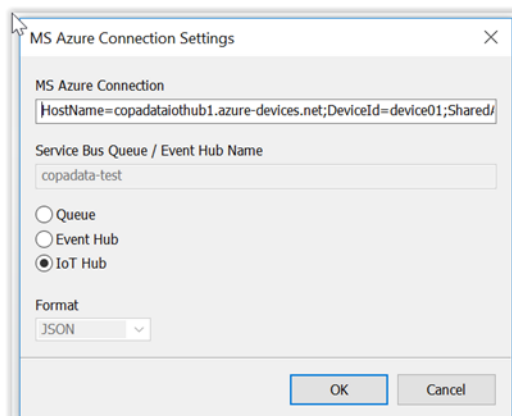 MS Azure Connection Settings
MS Azure Connection
HostName=copadataiothub1.azure-devices.net;DeviceId=device01;Shared
Service Bus Queue / Event Hub Name
copadata-test
Queue
Event Hub
IoT Hub
Format
JSON
OK Cancel